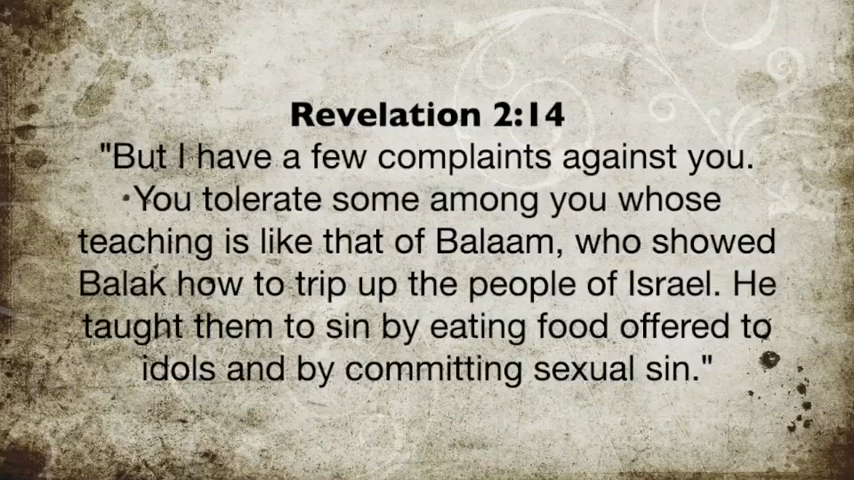 Revelation 2:14
"But I have a few complaints against you.
You tolerate some among you whose
teaching is like that of Balaam, who showed
Balak how to trip up the people of Israel. He
taught them to sin by eating food offered to
idols and by committing sexual sin."